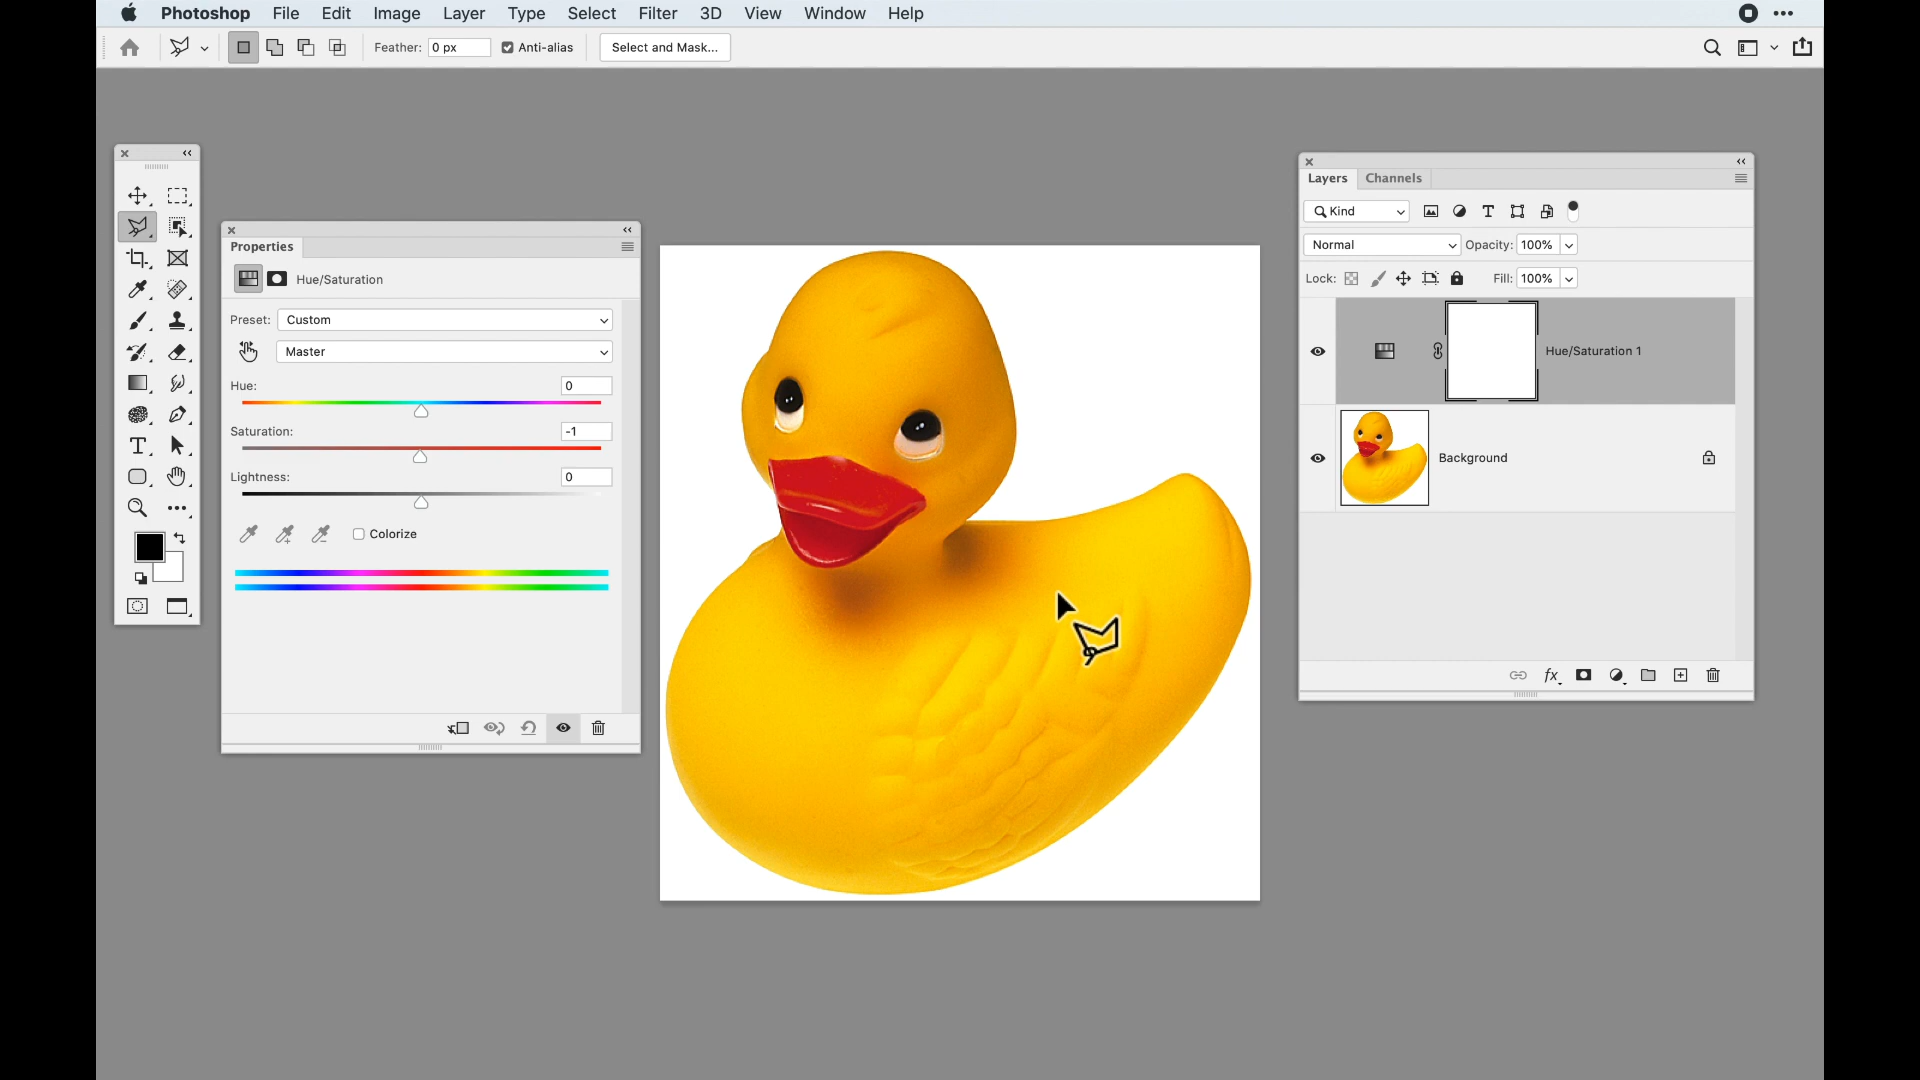 Photoshop File Edit Image Layer Type Select Filter 3D View Window Help
Feather: 0 px Anti-alias Select and Mask...
Properties
Hue/Saturation
Preset: Custom
Master
Hue: 0
Saturation: -1
Lightness: 0
Colorize
Layers Channels
Kind
Normal Opacity: 100%
Lock: Fill: 100%
Hue/Saturation 1
Background
fx